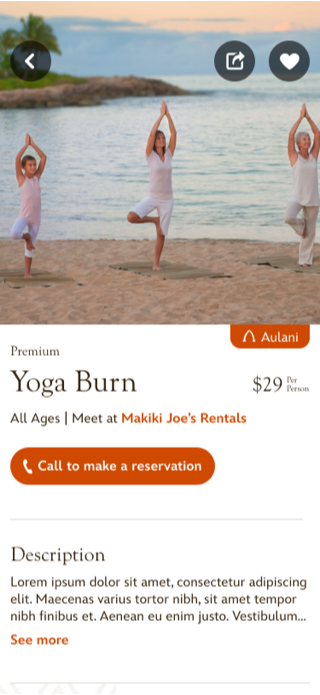 Aulani
Premium
Yoga Burn
$29 Per Person
All Ages | Meet at Makiki Joe's Rentals
Call to make a reservation
Description
Lorem ipsum dolor sit amet, consectetur adipiscing
elit. Maecenas varius tortor nibh, sit amet tempor
nibh finibus et. Aenean eu enim justo. Vestibulum...
See more